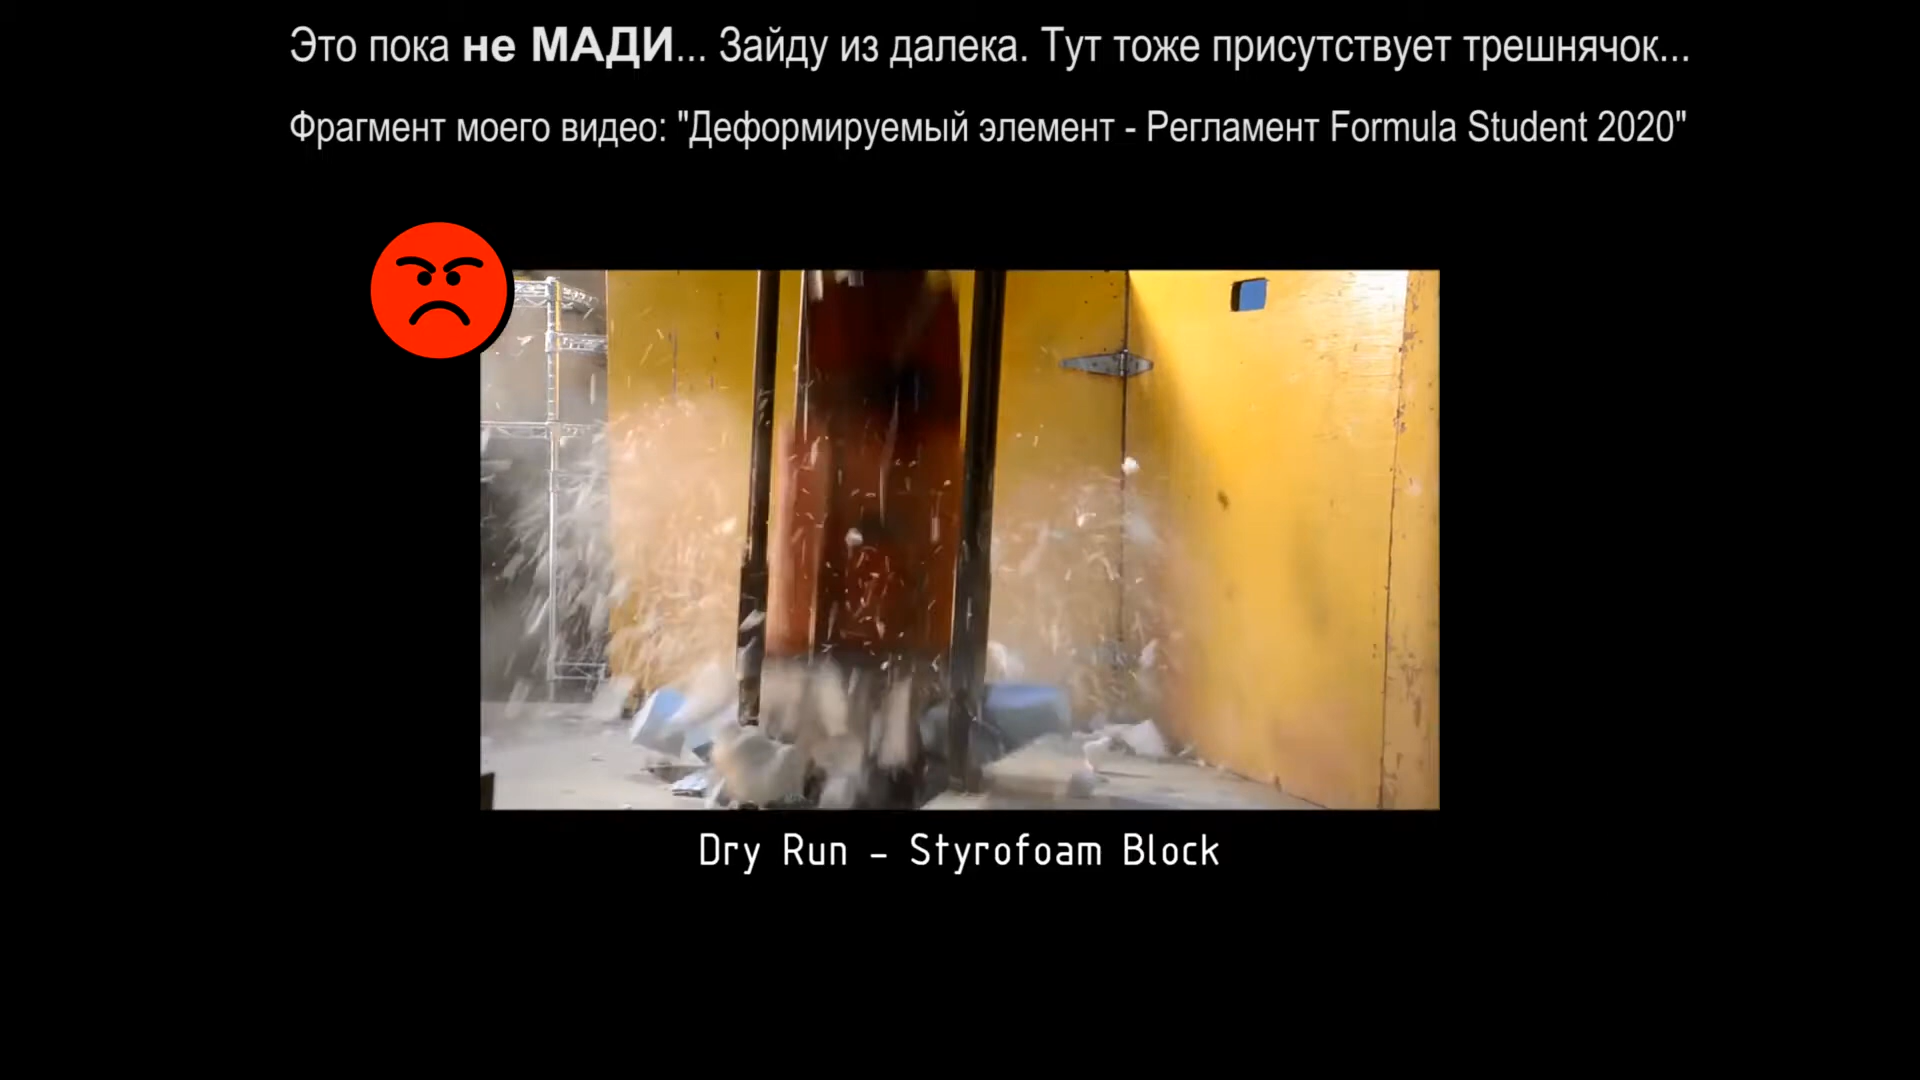 Это пока не МАДИ... Зайду из далека. Тут тоже присутствует трешнячок...
Фрагмент моего видео: "Деформируемый элемент - Регламент Formula Student 2020"
Dry Run - Styrofoam Block